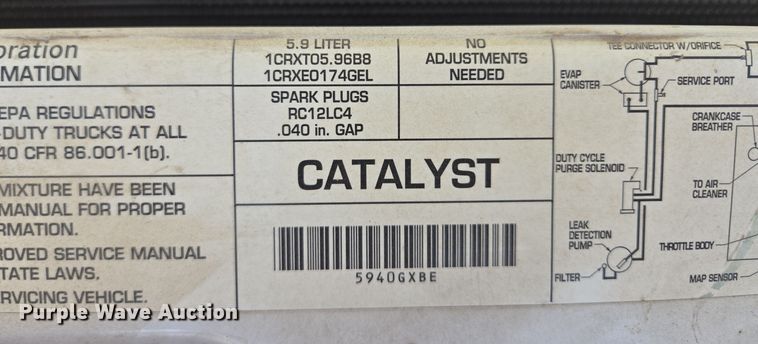 oration
MATION
EPA REGULATIONS
-DUTY TRUCKS AT ALL
40 CFR 86.001-1(b).
MIXTURE HAVE BEEN
MANUAL FOR PROPER
RMATION.
ROVED SERVICE MANUAL
TATE LAWS.
ERVICING VEHICLE.
5.9 LITER
1CRXT05.96B8
1CRXE0174GEL
NO
ADJUSTMENTS
NEEDED
SPARK PLUGS
RC12LC4
.040 in. GAP
CATALYST
5940GXBE
TEE CONNECTOR W/ORIFICE
EVAP
CANISTER
SERVICE PORT
CRANKCASE
BREATHER
DUTY CYCLE
PURGE SOLENOID
TO AIR
CLEANER
LEAK
DETECTION
PUMP
THROTTLE BODY
FILTER
MAP SENSOR
Purple Wave Auction